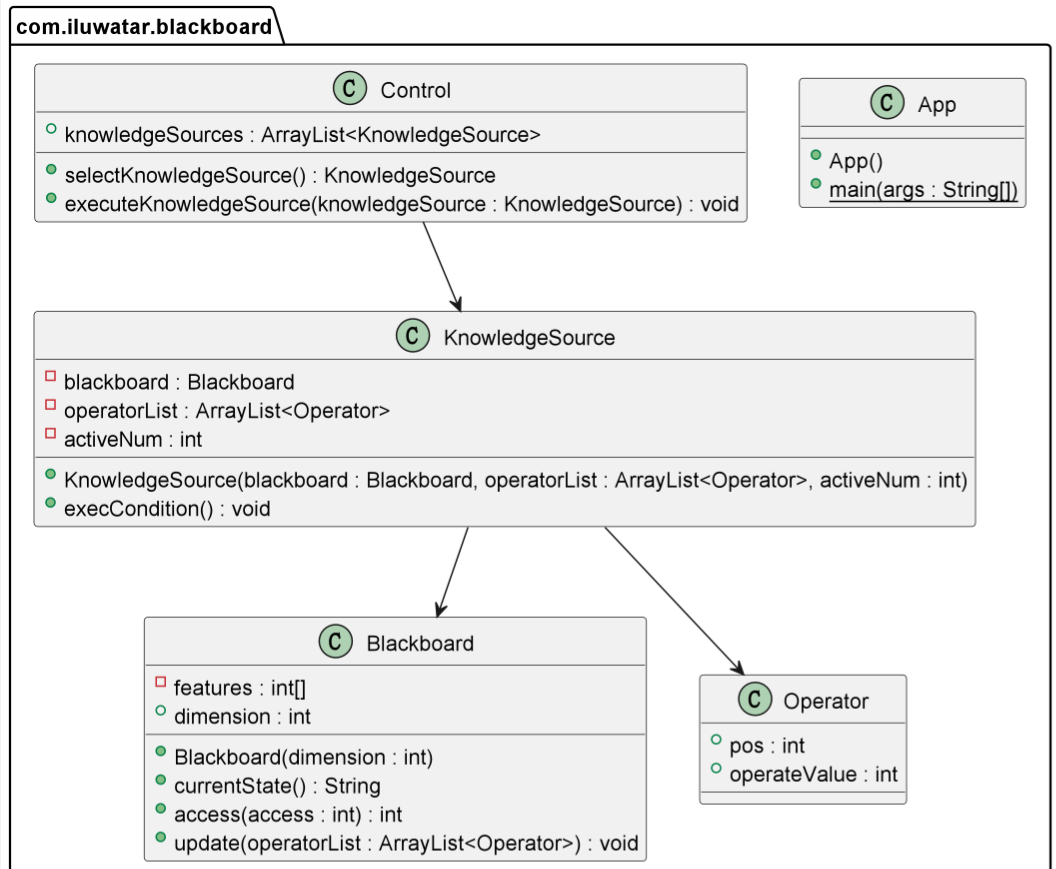 com.iluwatar.blackboard
C Control
knowledgeSources : ArrayList<KnowledgeSource>
selectKnowledgeSource() : KnowledgeSource
executeKnowledgeSource(knowledgeSource : KnowledgeSource) : void
C App
App()
main(args : String[])
C KnowledgeSource
blackboard : Blackboard
operatorList : ArrayList<Operator>
activeNum : int
KnowledgeSource(blackboard : Blackboard, operatorList : ArrayList<Operator>, activeNum : int)
execCondition() : void
C Blackboard
features : int[]
dimension : int
Blackboard(dimension : int)
currentState() : String
access(access : int) : int
update(operatorList : ArrayList<Operator>) : void
C Operator
pos : int
operateValue : int